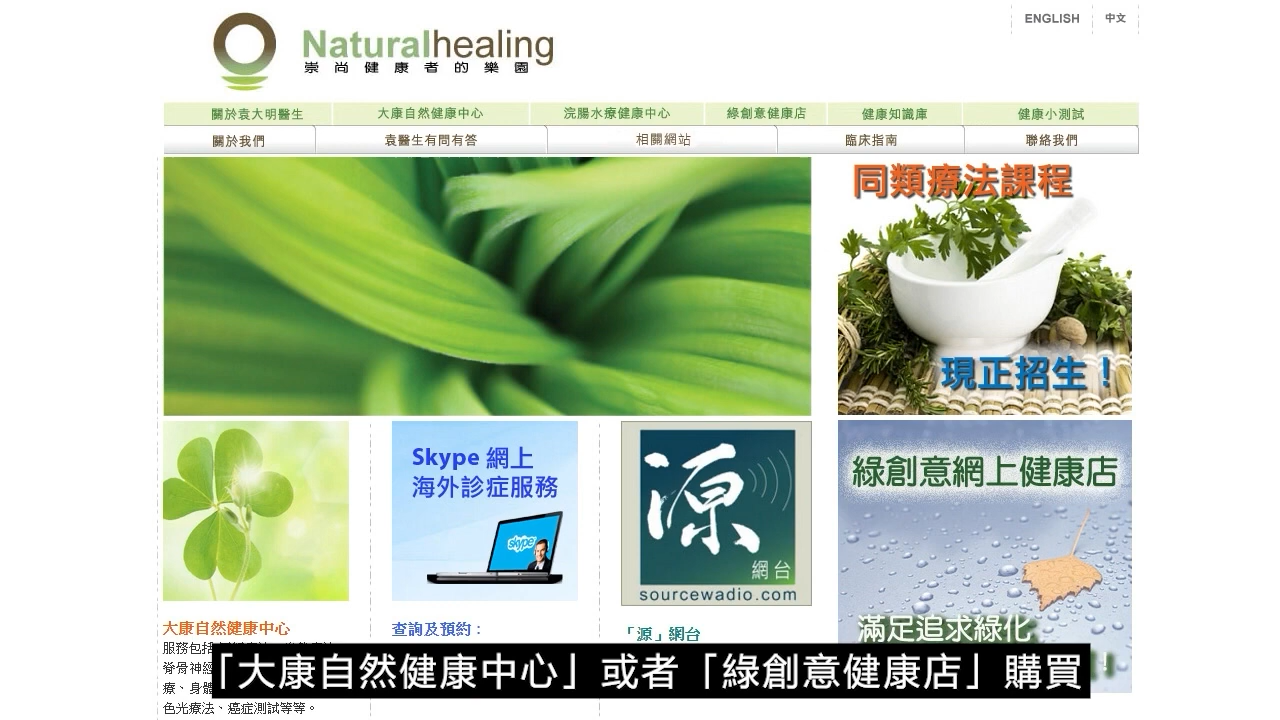 ENGLISH 中文
Naturalhealing
崇尚健康者的樂園
關於袁大明醫生 大康自然健康中心 浣腸水療健康中心 綠創意健康店 健康知識庫 健康小測試
關於我們 袁醫生有問有答 相關網站 臨床指南 聯絡我們
同類療法課程
現正招生！
Skype 網上
海外診症服務
skype
源
網台
sourcewadio.com
綠創意網上健康店
滿足追求綠化
大康自然健康中心
服務包括
脊骨神經
療、身體
色光療法、癌症測試等等。
查詢及預約：
「源」網台
「大康自然健康中心」或者「綠創意健康店」購買